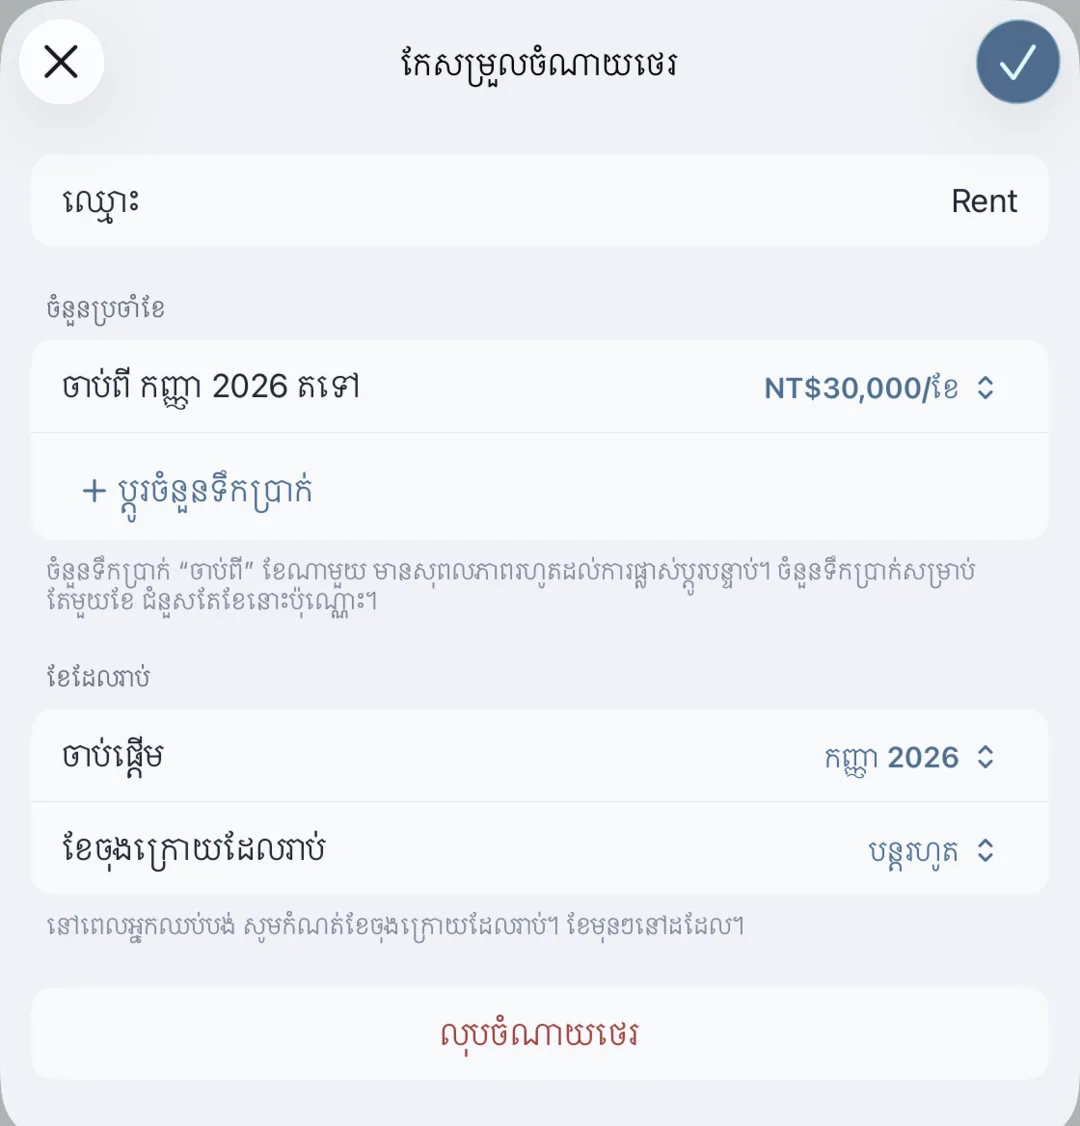 កែសម្រួលចំណាយថេរ
ឈ្មោះ Rent
ចំនួនប្រចាំខែ
ចាប់ពី កញ្ញា 2026 តទៅ NT$30,000/ខែ
+ ប្តូរចំនួនទឹកប្រាក់
ចំនួនទឹកប្រាក់ “ចាប់ពី” ខែណាមួយ មានសុពលភាពរហូតដល់ការផ្លាស់ប្តូរបន្ទាប់។ ចំនួនទឹកប្រាក់សម្រាប់
តែមួយខែ ជំនួសតែខែនោះប៉ុណ្ណោះ។
ខែដែលរាប់
ចាប់ផ្តើម កញ្ញា 2026
ខែចុងក្រោយដែលរាប់ បន្តរហូត
នៅពេលអ្នកឈប់បង់ សូមកំណត់ខែចុងក្រោយដែលរាប់។ ខែមុនៗនៅដដែល។
លុបចំណាយថេរ